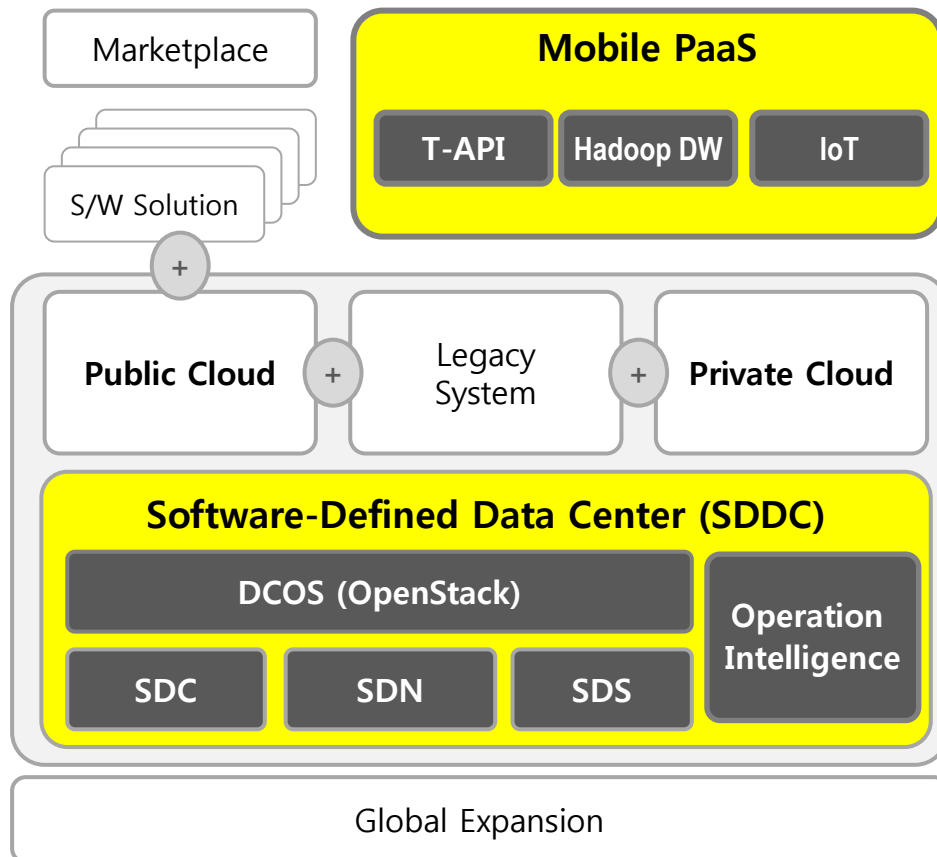 Marketplace
Mobile PaaS
T-API
Hadoop DW
IoT
S/W Solution
+
Public Cloud
+
Legacy
System
+
Private Cloud
Software-Defined Data Center (SDDC)
DCOS (OpenStack)
Operation
Intelligence
SDC
SDN
SDS
Global Expansion